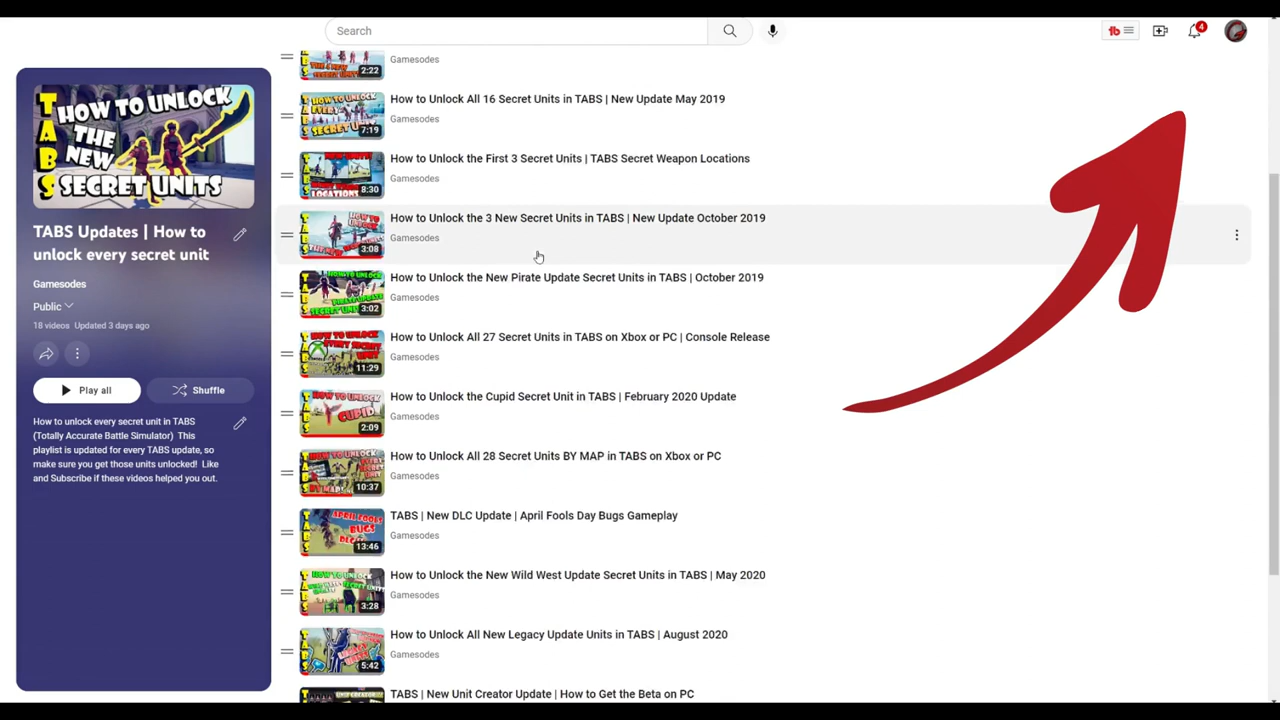 Search
4
TABS
HOW TO UNLOCK
THE
NEW
SECRET UNITS
TABS Updates | How to
unlock every secret unit
Gamesodes
Public
18 videos Updated 3 days ago
Play all
Shuffle
How to unlock every secret unit in TABS
(Totally Accurate Battle Simulator) This
playlist is updated for every TABS update, so
make sure you get those units unlocked! Like
and Subscribe if these videos helped you out.
2:22
Gamesodes
7:19
How to Unlock All 16 Secret Units in TABS | New Update May 2019
Gamesodes
8:30
How to Unlock the First 3 Secret Units | TABS Secret Weapon Locations
Gamesodes
3:08
How to Unlock the 3 New Secret Units in TABS | New Update October 2019
Gamesodes
3:02
How to Unlock the New Pirate Update Secret Units in TABS | October 2019
Gamesodes
11:29
How to Unlock All 27 Secret Units in TABS on Xbox or PC | Console Release
Gamesodes
2:09
How to Unlock the Cupid Secret Unit in TABS | February 2020 Update
Gamesodes
10:37
How to Unlock All 28 Secret Units BY MAP in TABS on Xbox or PC
Gamesodes
13:46
TABS | New DLC Update | April Fools Day Bugs Gameplay
Gamesodes
3:28
How to Unlock the New Wild West Update Secret Units in TABS | May 2020
Gamesodes
5:42
How to Unlock All New Legacy Update Units in TABS | August 2020
Gamesodes
TABS | New Unit Creator Update | How to Get the Beta on PC